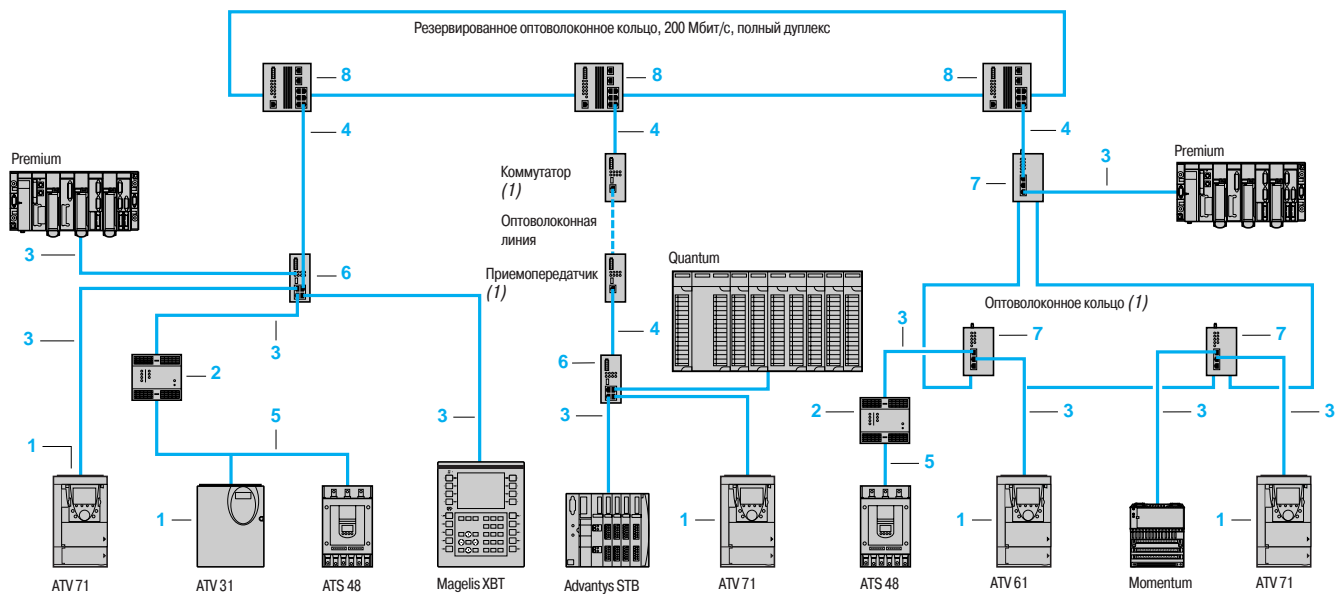 Резервированное оптоволоконное кольцо, 200 Мбит/с, полный дуплекс
8
8
8
4
4
4
Premium
Коммутатор
(1)
7
3
Premium
Оптоволоконная
линия
3
6
Приемопередатчик
(1)
Quantum
Оптоволоконное кольцо (1)
3
3
4
3
7
7
2
6
5
3
3
2
3
3
3
1
5
1
1
1
1
ATV 71
ATV 31
ATS 48
Magelis XBT
Advantys STB
ATV 71
ATS 48
ATV 61
Momentum
ATV 71